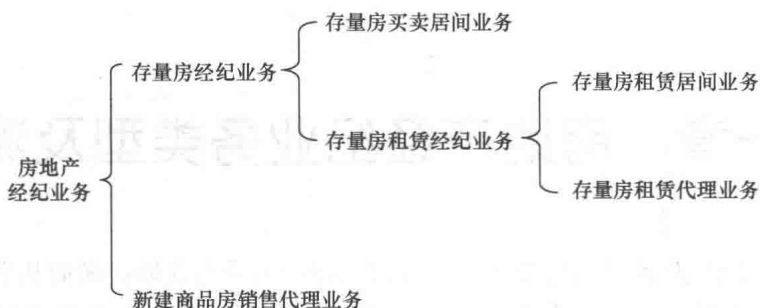 存量房买卖居间业务
存量房经纪业务
存量房租赁居间业务
存量房租赁经纪业务
房地产
经纪业务
存量房租赁代理业务
新建商品房销售代理业务